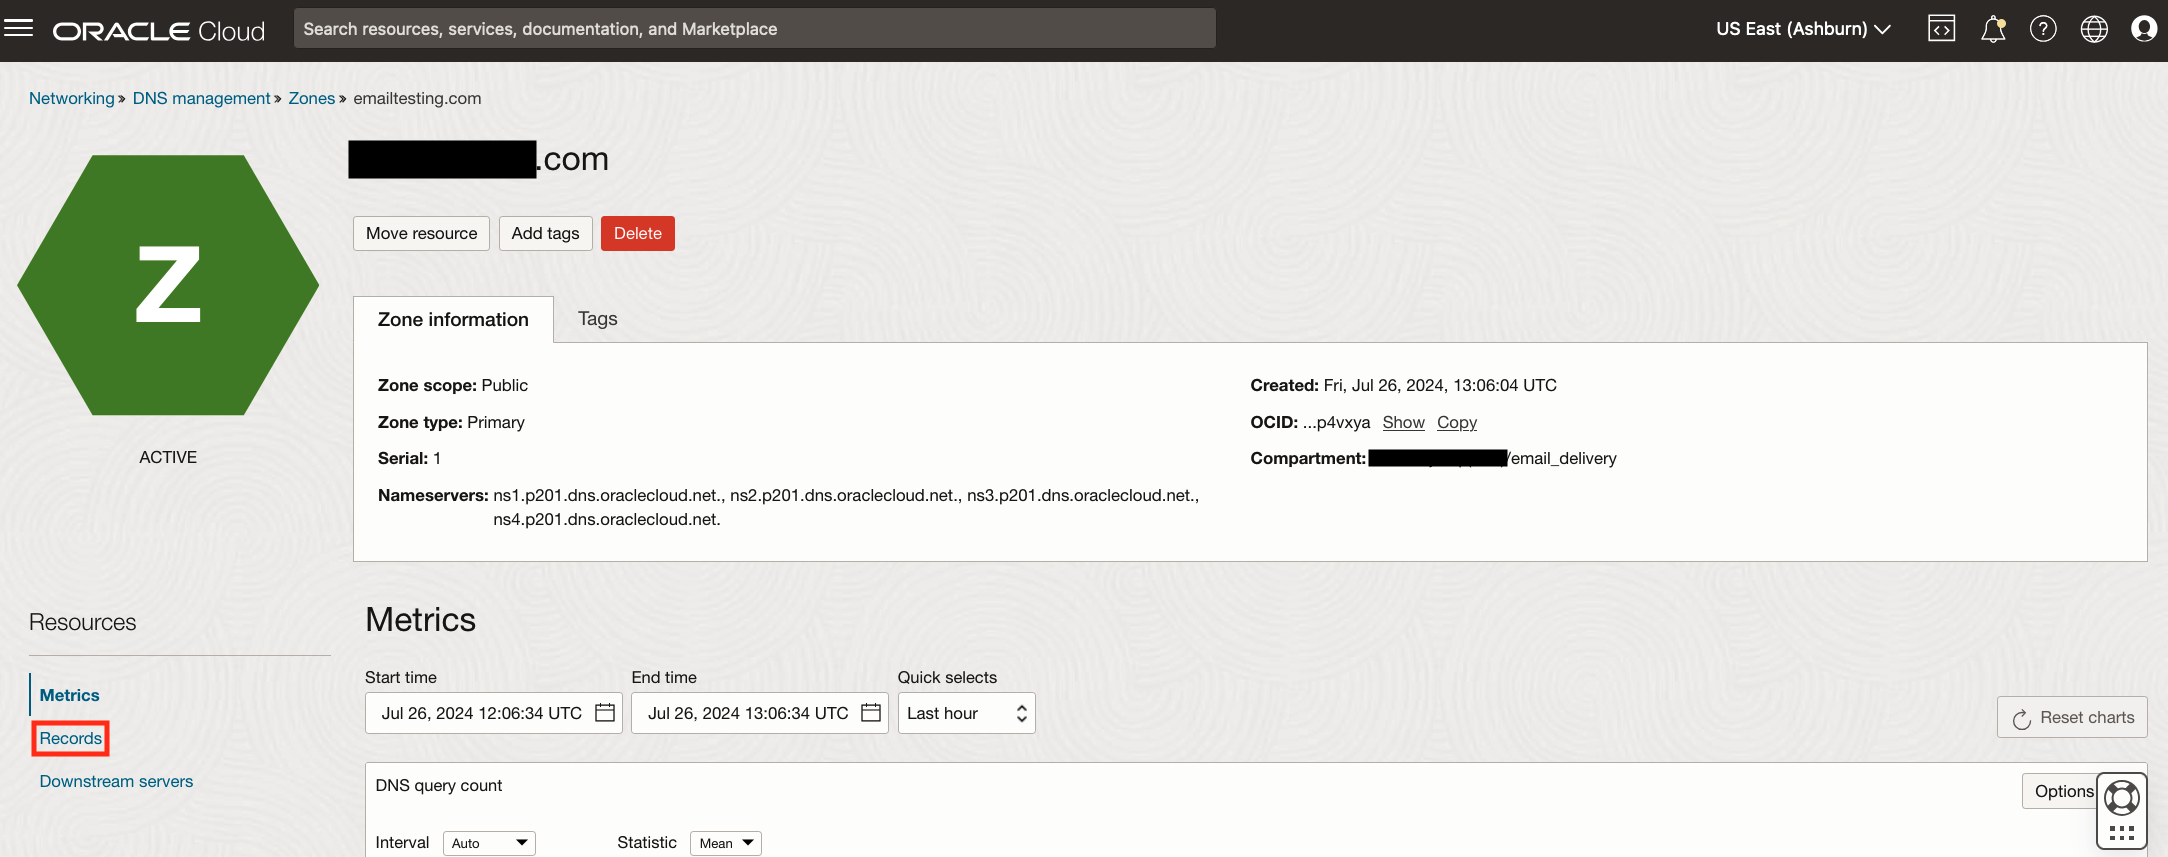 ORACLE Cloud
Search resources, services, documentation, and Marketplace
US East (Ashburn)
Networking » DNS management » Zones » emailtesting.com
.com
Move resource
Add tags
Delete
Z
ACTIVE
Zone information
Tags
Zone scope: Public
Zone type: Primary
Serial: 1
Nameservers: ns1.p201.dns.oraclecloud.net., ns2.p201.dns.oraclecloud.net., ns3.p201.dns.oraclecloud.net.,
ns4.p201.dns.oraclecloud.net.
Created: Fri, Jul 26, 2024, 13:06:04 UTC
OCID: ...p4vxya Show Copy
Compartment: /email_delivery
Resources
Metrics
Records
Downstream servers
Metrics
Start time
End time
Quick selects
Jul 26, 2024 12:06:34 UTC
Jul 26, 2024 13:06:34 UTC
Last hour
Reset charts
DNS query count
Options
Interval
Auto
Statistic
Mean